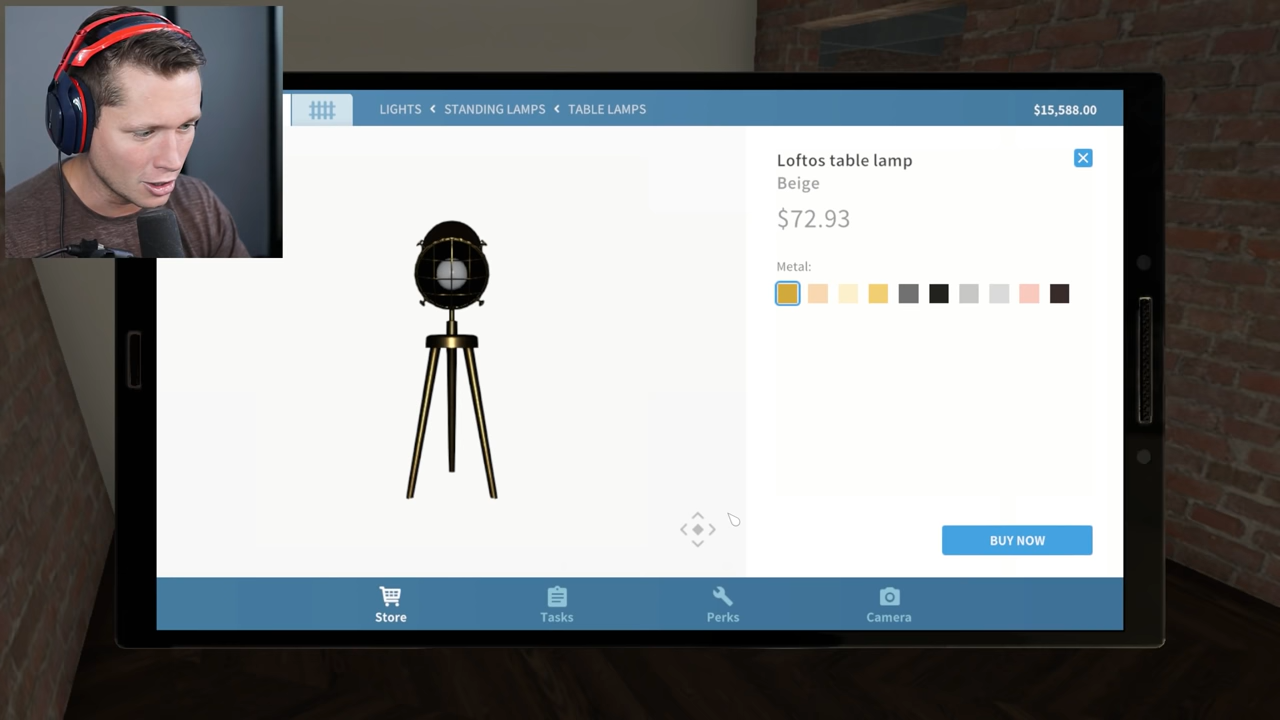 LIGHTS < STANDING LAMPS < TABLE LAMPS
$15,588.00
Loftos table lamp
Beige
$72.93
Metal:
BUY NOW
Store
Tasks
Perks
Camera